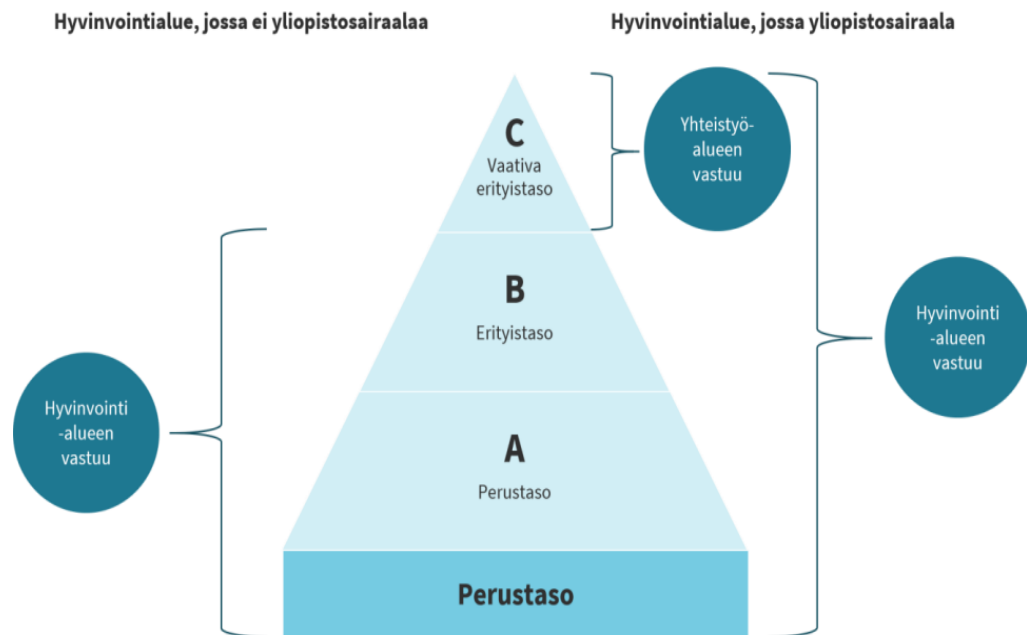 Hyvinvointialue, jossa ei yliopistosairaalaa
Hyvinvointialue, jossa yliopistosairaala
C
Vaativa
erityistaso
Yhteistyö-
alueen
vastuu
B
Erityistaso
Hyvinvointi
-alueen
vastuu
Hyvinvointi
-alueen
vastuu
A
Perustaso
Perustaso